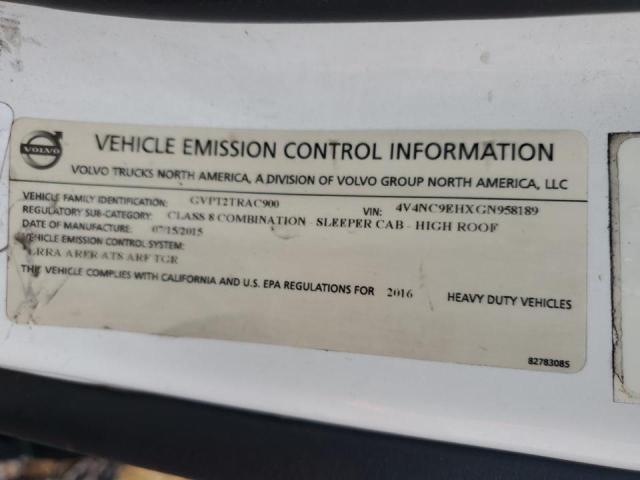 VOLVO
VEHICLE EMISSION CONTROL INFORMATION
VOLVO TRUCKS NORTH AMERICA, A DIVISION OF VOLVO GROUP NORTH AMERICA, LLC
VEHICLE FAMILY IDENTIFICATION: GVPT2TRAC900 VIN: 4V4NC9EHXGN958189
REGULATORY SUB-CATEGORY: CLASS 8 COMBINATION - SLEEPER CAB - HIGH ROOF
DATE OF MANUFACTURE: 07/15/2015
VEHICLE EMISSION CONTROL SYSTEM:
ARFR ATS ARF TGR
THIS VEHICLE COMPLIES WITH CALIFORNIA AND U.S. EPA REGULATIONS FOR 2016 HEAVY DUTY VEHICLES
82783085